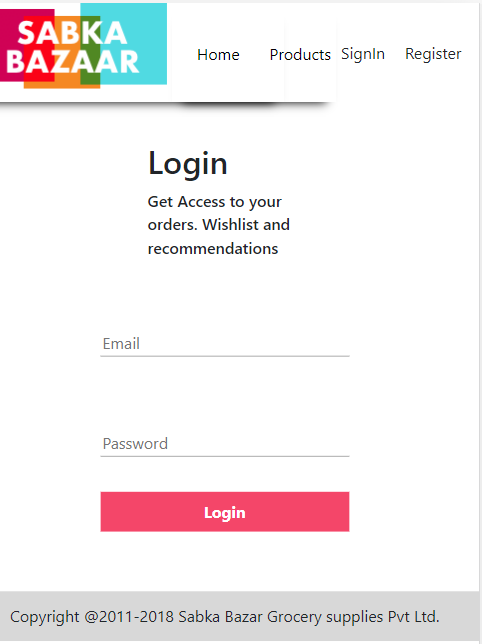 SABKA
BAZAAR
Home Products SignIn Register
Login
Get Access to your
orders. Wishlist and
recommendations
Email
Password
Login
Copyright @2011-2018 Sabka Bazar Grocery supplies Pvt Ltd.